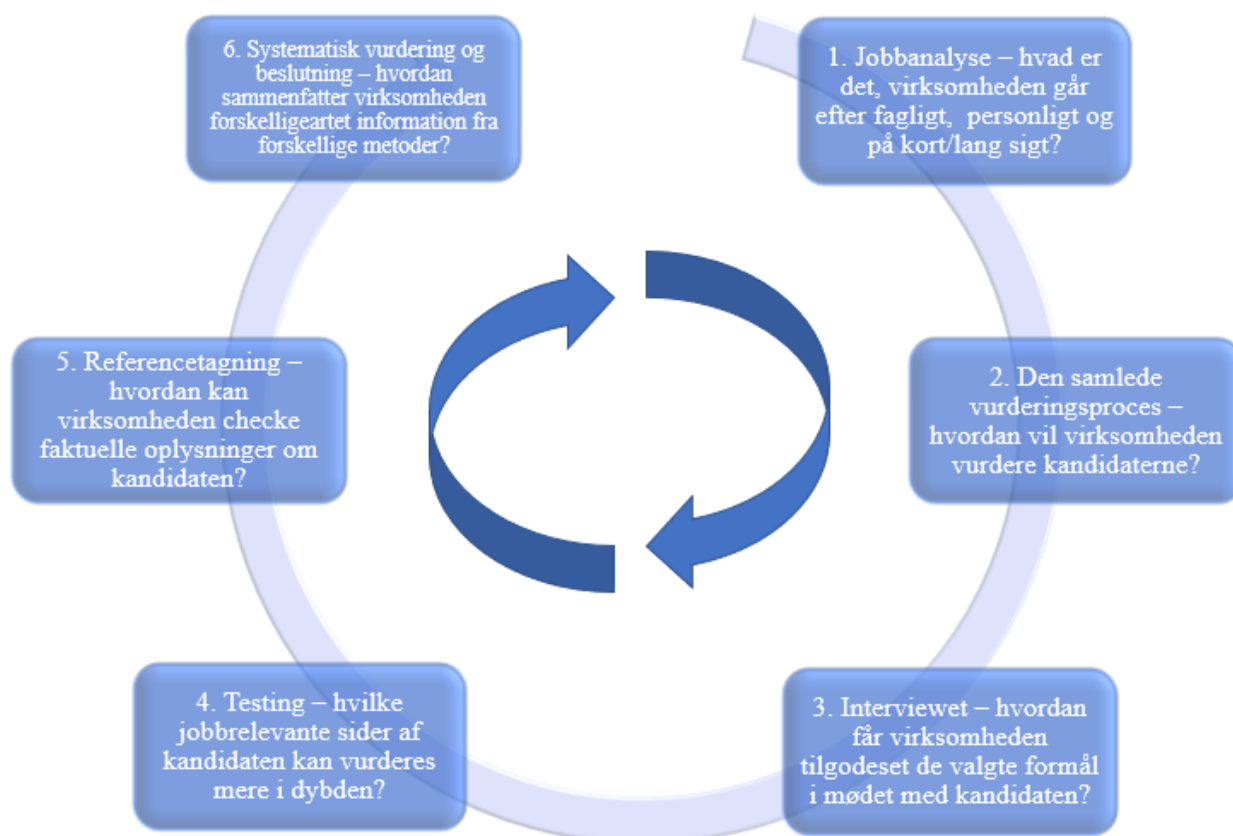 1. Jobbanalyse – hvad er
det, virksomheden går
efter fagligt, personligt og
på kort/lang sigt?
2. Den samlede
vurderingsproces –
hvordan vil virksomheden
vurdere kandidaterne?
3. Interviewet – hvordan
får virksomheden
tilgodeset de valgte formål
i mødet med kandidaten?
4. Testing – hvilke
jobbrelevante sider af
kandidaten kan vurderes
mere i dybden?
5. Referencetagning –
hvordan kan
virksomheden checke
faktuelle oplysninger om
kandidaten?
6. Systematisk vurdering og
beslutning – hvordan
sammenfatter virksomheden
forskelligeartet information fra
forskellige metoder?